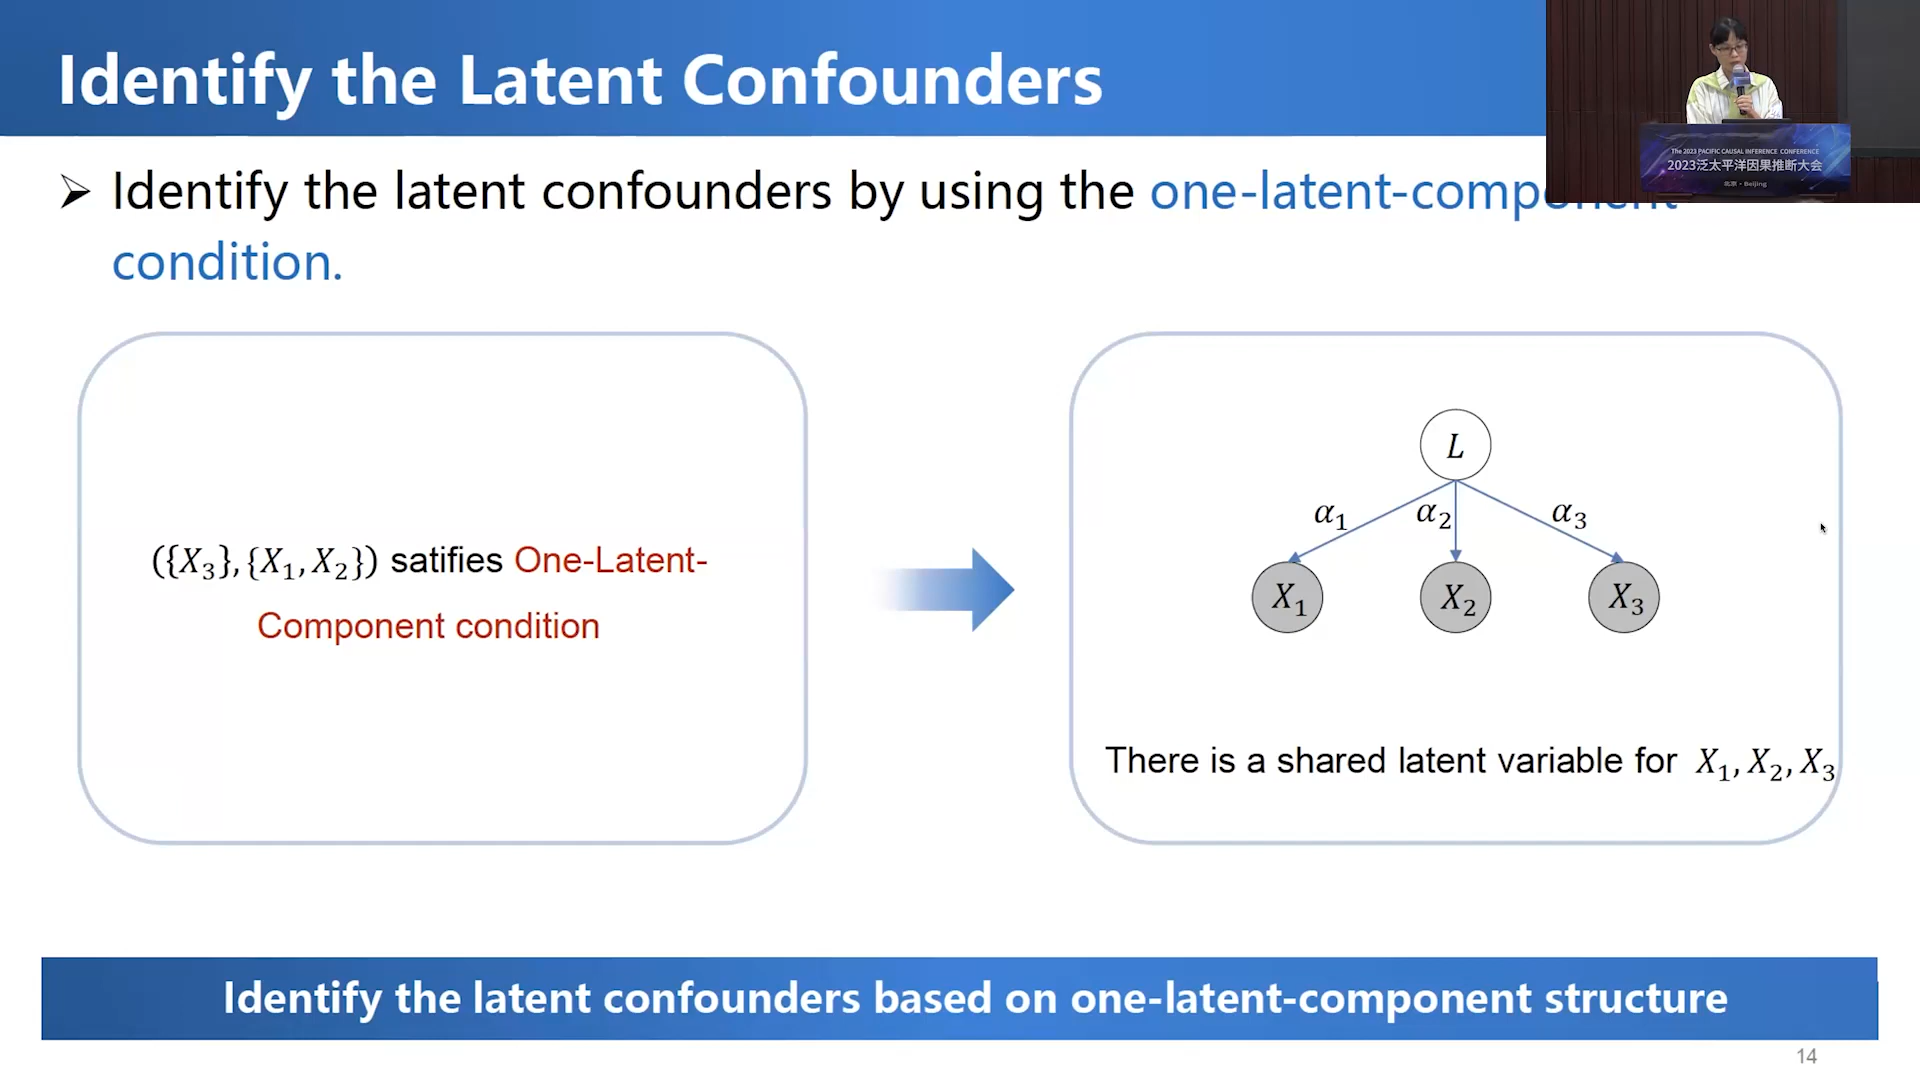 Identify the Latent Confounders
The 2023 PACIFIC CAUSAL INFERENCE CONFERENCE
2023泛太平洋因果推断大会
北京・Beijing
➢ Identify the latent confounders by using the one-latent-component
condition.
({X₃}, {X₁, X₂}) satifies One-Latent-
Component condition
L
α₁ α₂ α₃
X₁ X₂ X₃
There is a shared latent variable for X₁, X₂, X₃
Identify the latent confounders based on one-latent-component structure
14